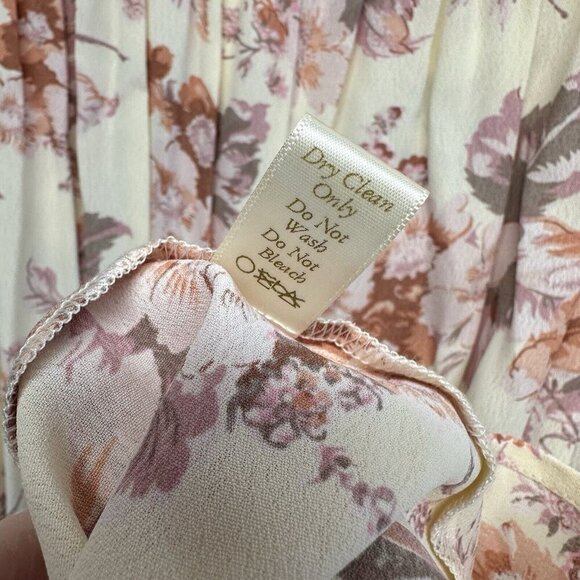 Dry Clean
Only
Do Not
Wash
Do Not
Bleach